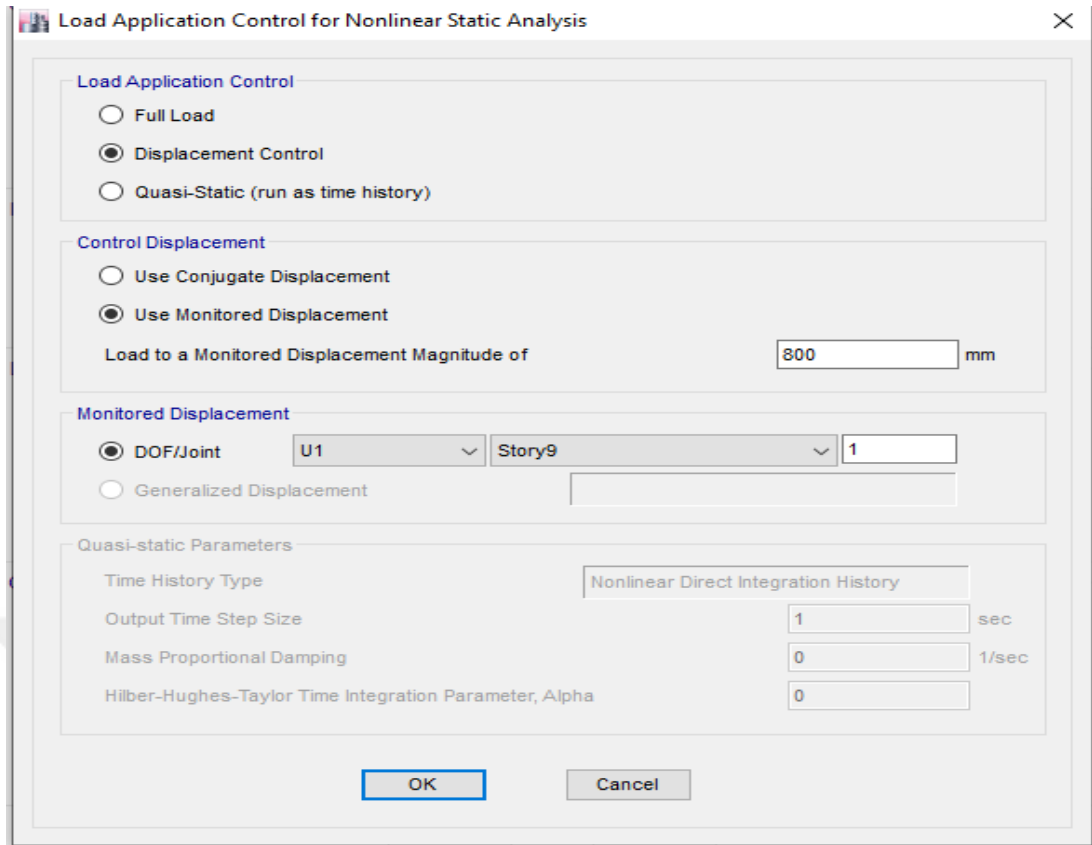 Load Application Control for Nonlinear Static Analysis
Load Application Control
Full Load
Displacement Control
Quasi-Static (run as time history)
Control Displacement
Use Conjugate Displacement
Use Monitored Displacement
Load to a Monitored Displacement Magnitude of 800 mm
Monitored Displacement
DOF/Joint U1 Story9 1
Generalized Displacement
Quasi-static Parameters
Time History Type Nonlinear Direct Integration History
Output Time Step Size 1 sec
Mass Proportional Damping 0 1/sec
Hilber-Hughes-Taylor Time Integration Parameter, Alpha 0
OK Cancel